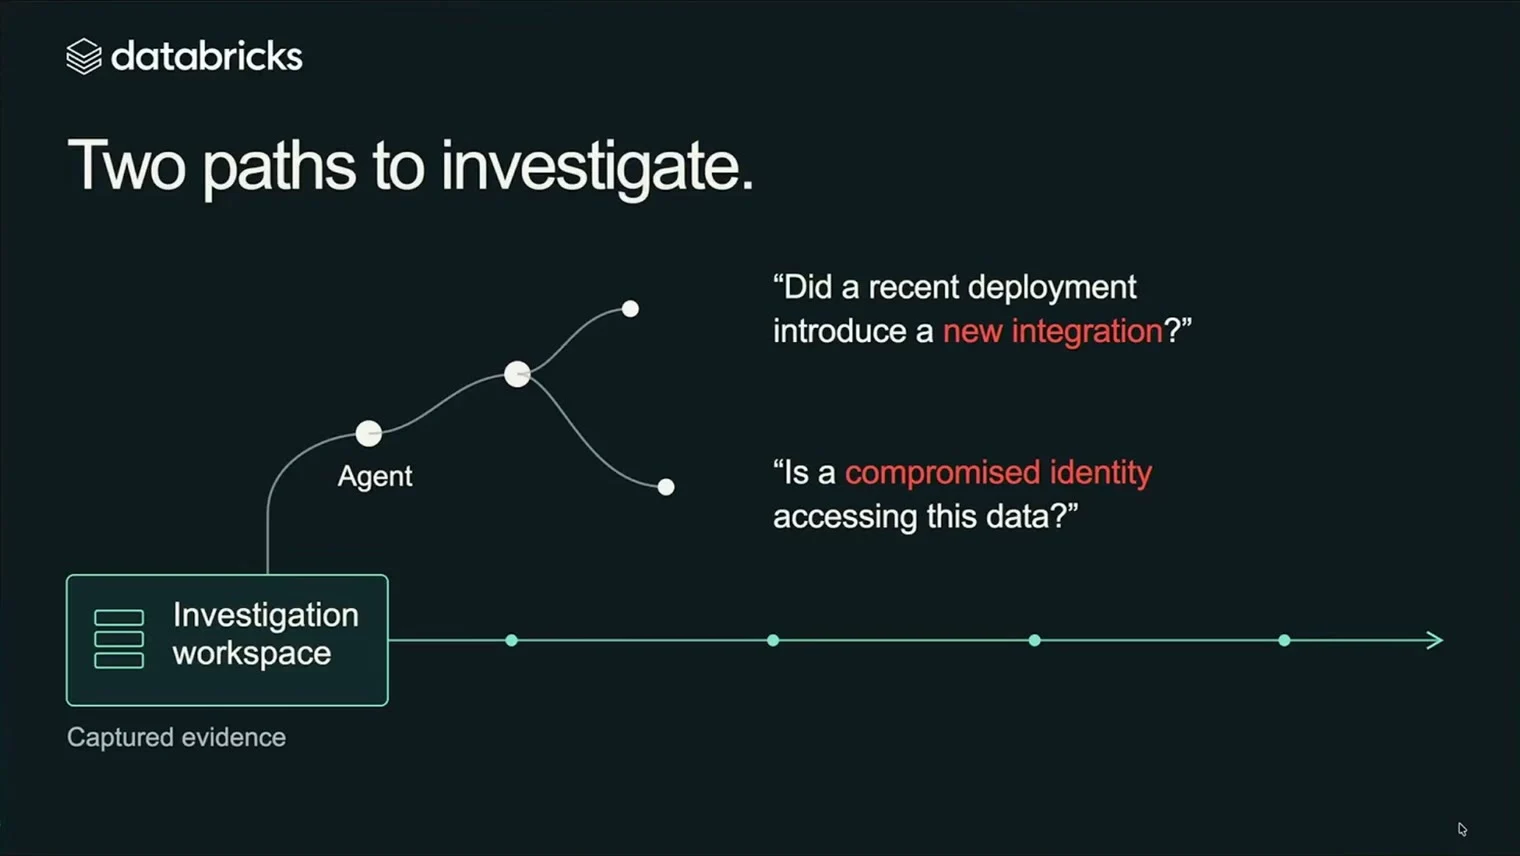 databricks
Two paths to investigate.
“Did a recent deployment
introduce a new integration?”
“Is a compromised identity
accessing this data?”
Agent
Investigation
workspace
Captured evidence